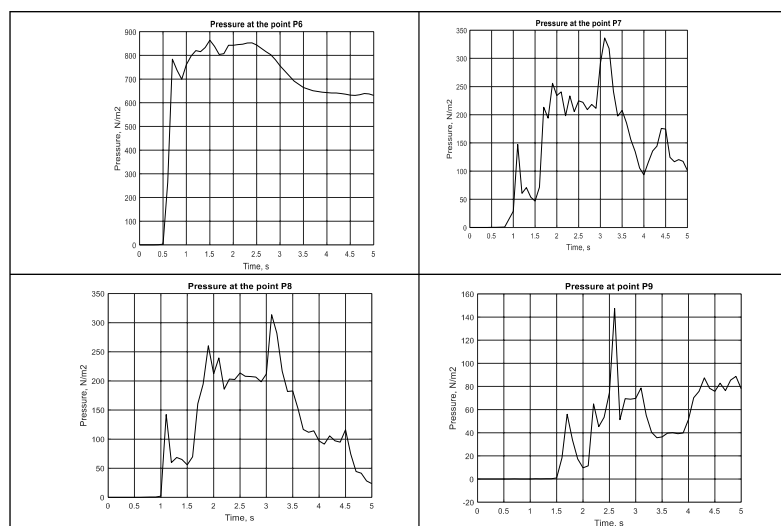 Pressure at the point P6
900
800
700
600
500
400
300
200
100
0
Pressure, N/m2
0 0.5 1 1.5 2 2.5 3 3.5 4 4.5 5
Time, s
Pressure at the point P7
350
300
250
200
150
100
50
0
Pressure, N/m2
0 0.5 1 1.5 2 2.5 3 3.5 4 4.5 5
Time, s
Pressure at the point P8
350
300
250
200
150
100
50
0
Pressure, N/m2
0 0.5 1 1.5 2 2.5 3 3.5 4 4.5 5
Time, s
Pressure at point P9
160
140
120
100
80
60
40
20
0
-20
Pressure, N/m2
0 0.5 1 1.5 2 2.5 3 3.5 4 4.5 5
Time, s